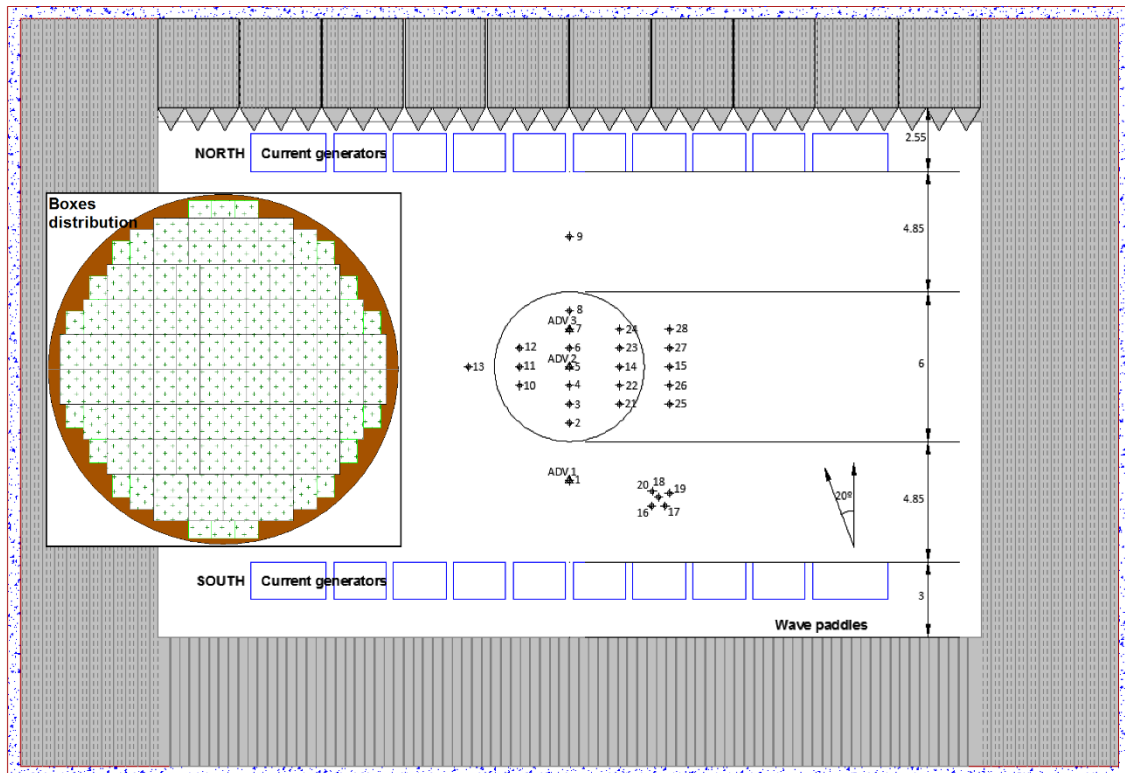 2.55
NORTH Current generators
Boxes
distribution
4.85
9
8
ADV.3
7 24 28
12 6 23 27
ADV.2
13 11 5 14 15
6
10 4 22 26
3 21 25
2
ADV.1
1
20 18 19
16 17
20º
4.85
SOUTH Current generators
3
Wave paddles